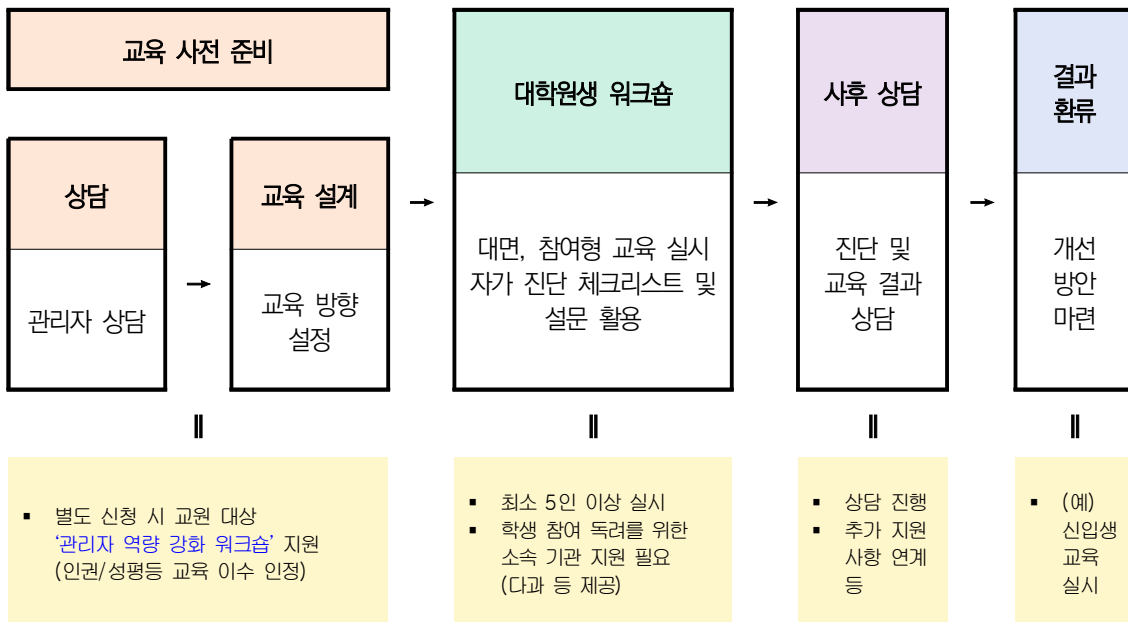 교육 사전 준비
상담
관리자 상담
→
교육 설계
교육 방향
설정
→
대학원생 워크숍
대면, 참여형 교육 실시
자가 진단 체크리스트 및
설문 활용
→
사후 상담
진단 및
교육 결과
상담
→
결과
환류
개선
방안
마련
▪ 별도 신청 시 교원 대상
‘관리자 역량 강화 워크숍’ 지원
(인권/성평등 교육 이수 인정)
▪ 최소 5인 이상 실시
▪ 학생 참여 독려를 위한
소속 기관 지원 필요
(다과 등 제공)
▪ 상담 진행
▪ 추가 지원
사항 연계
등
▪ (예)
신입생
교육
실시